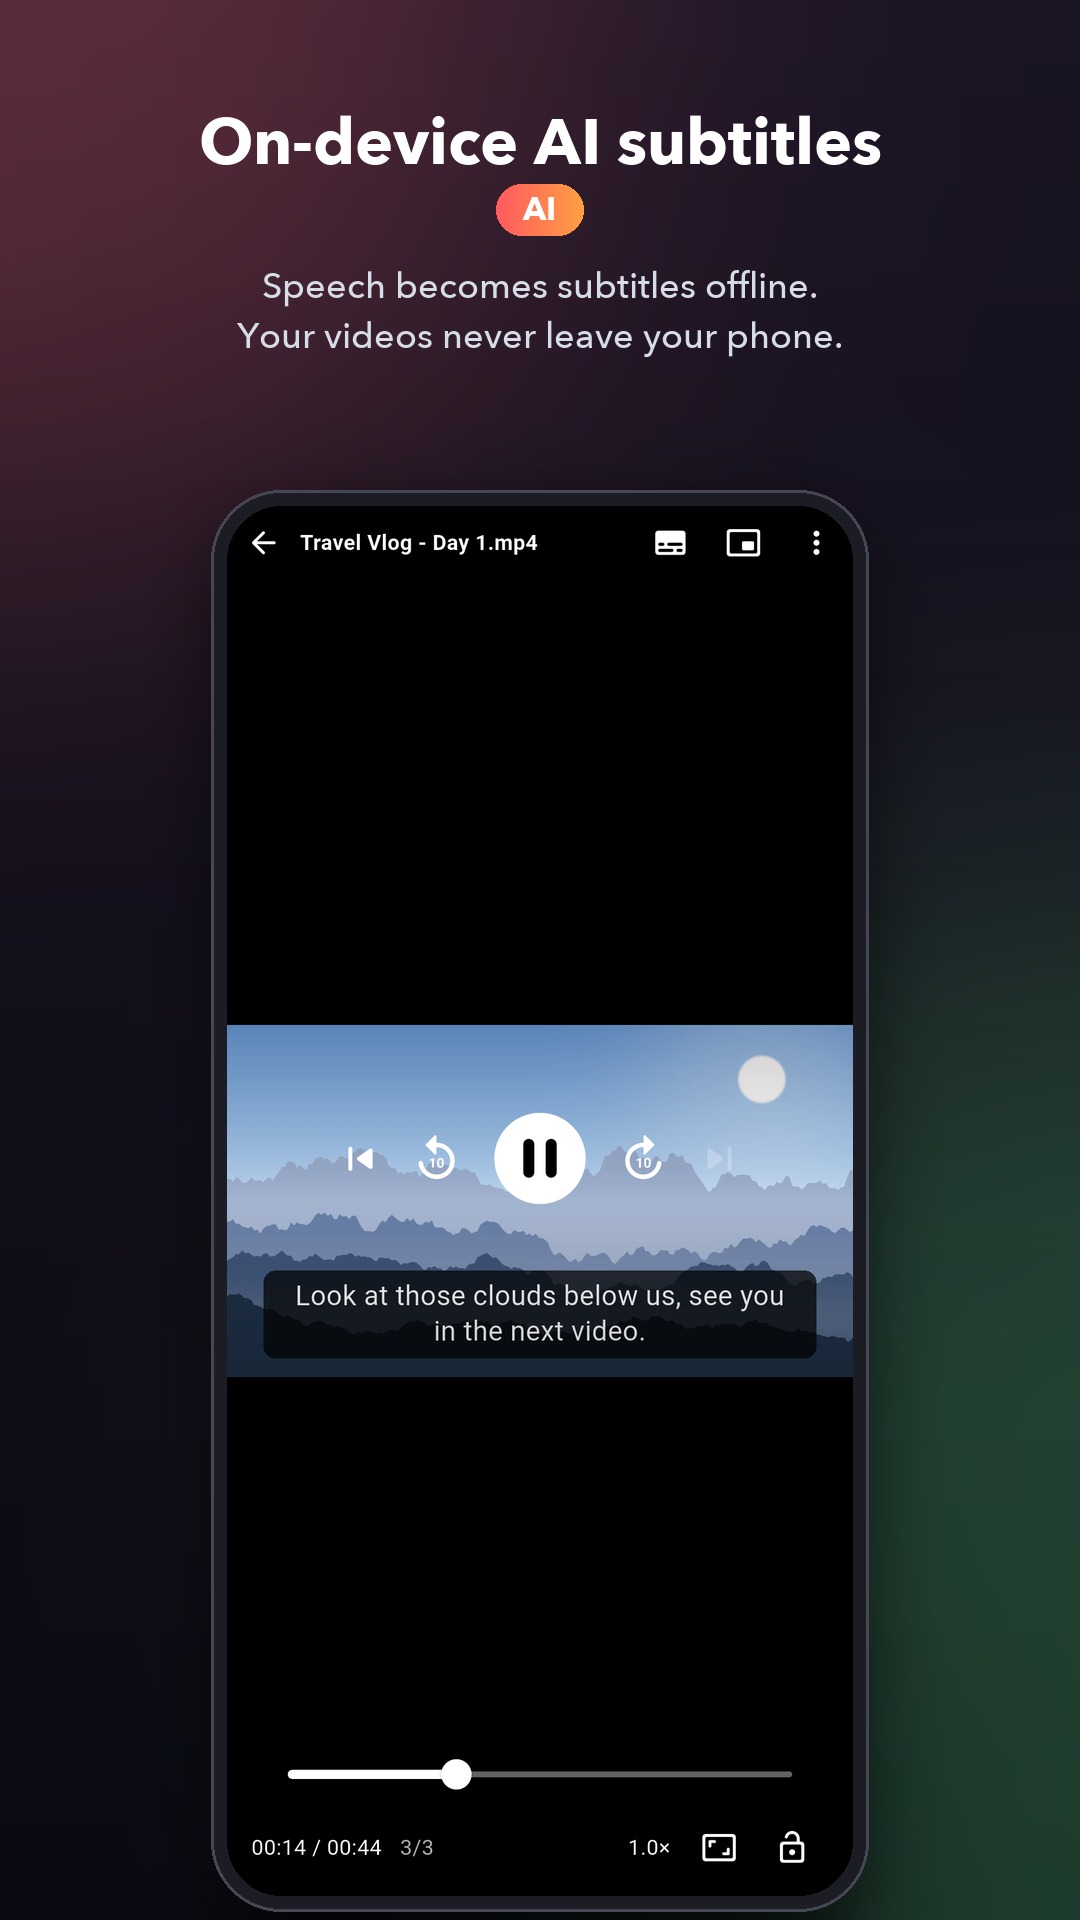 On-device AI subtitles
AI
Speech becomes subtitles offline.
Your videos never leave your phone.
Travel Vlog - Day 1.mp4
10 10
Look at those clouds below us, see you
in the next video.
00:14 / 00:44 3/3 1.0×